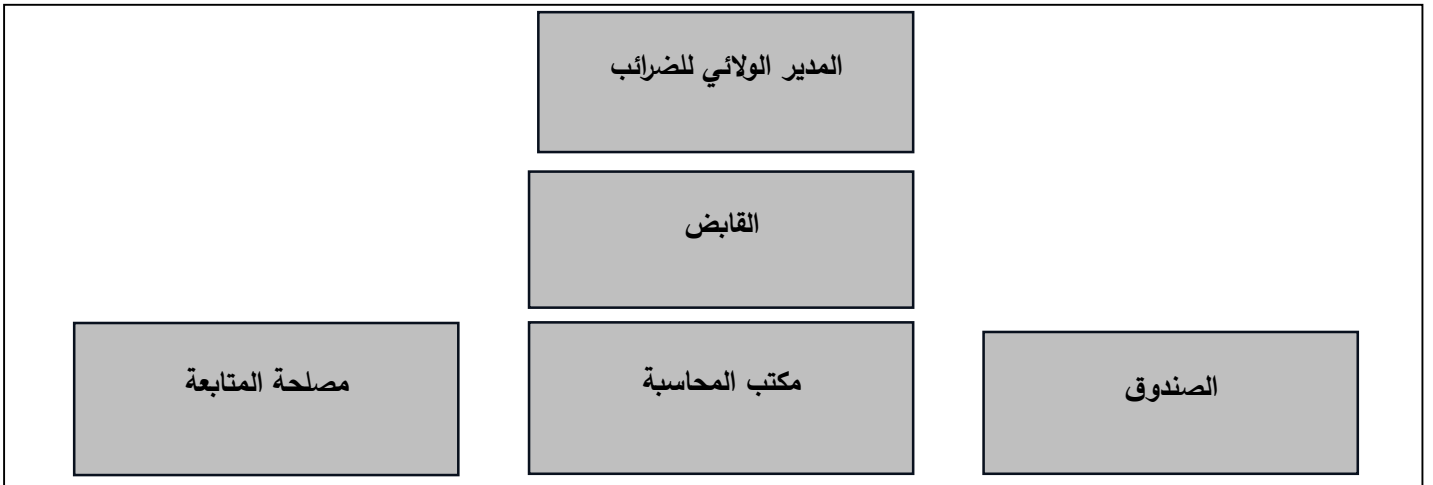 المدير الولائي للضرائب
القابض
الصندوق
مكتب المحاسبة
مصلحة المتابعة